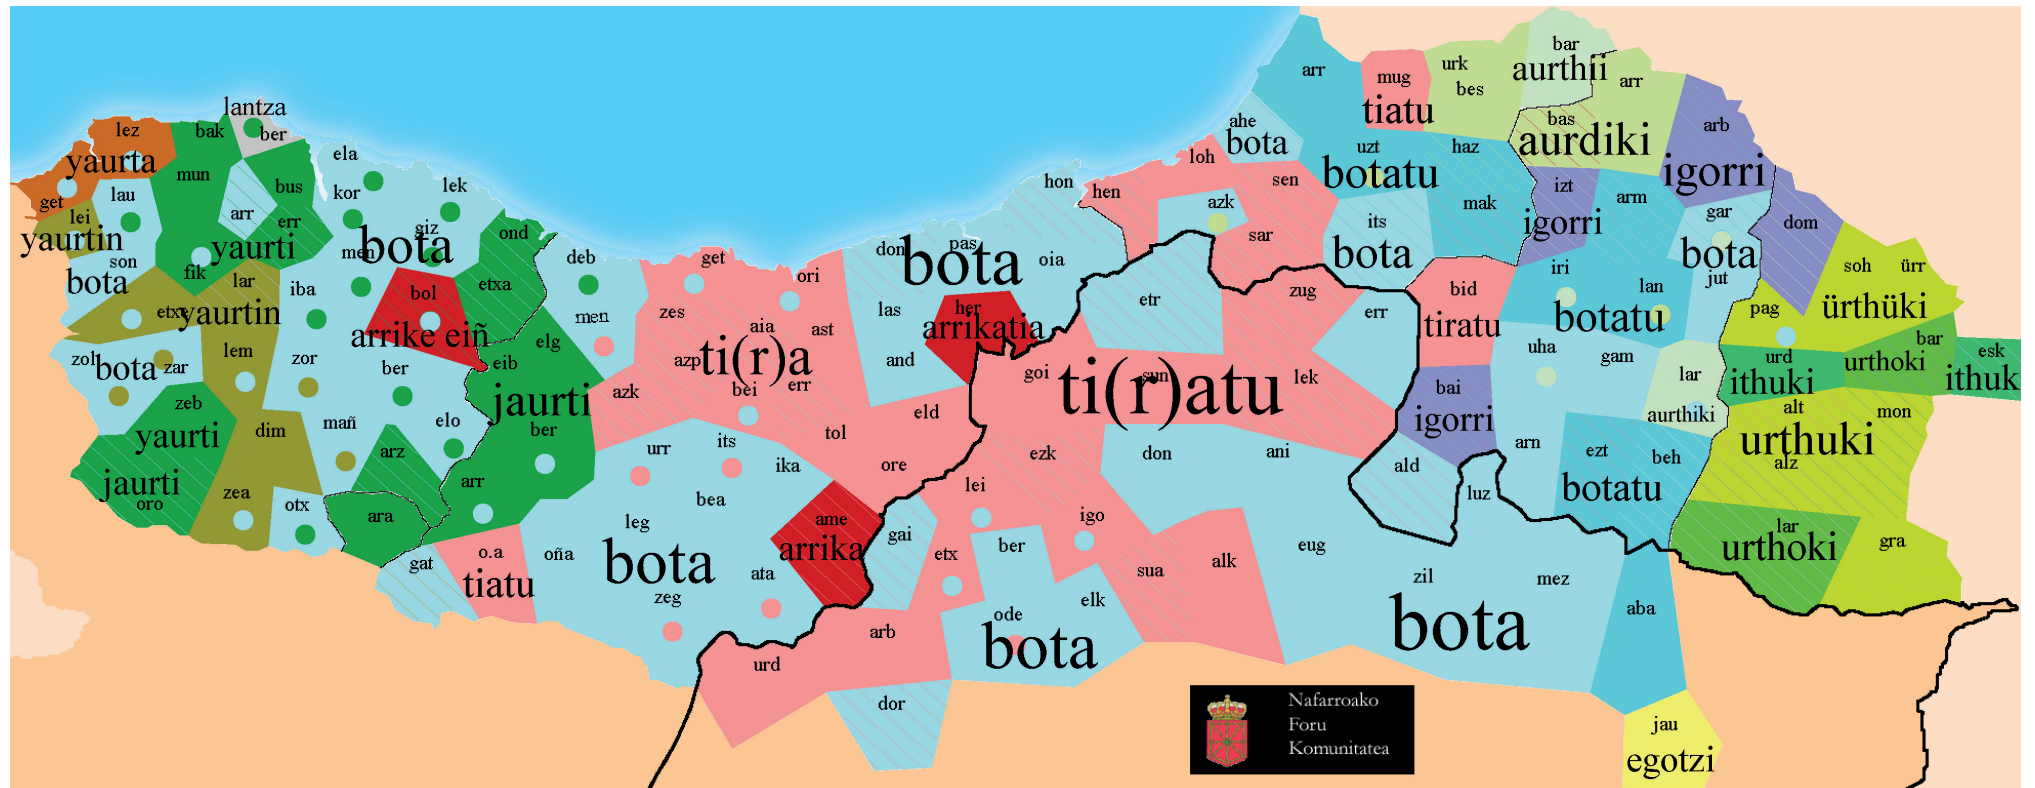 lantza
lez
bak
ber
yaurta
mun
ela
get
lau
bus
kor
lek
lei
arr
err
giz
ond
yaurtin
yaurti
men
bota
son
bota
fik
lar
iba
etxa
etx
yaurtin
bol
arrike eiñ
deb
men
zol
bota
zar
lem
zor
ber
eib
elg
zeb
jaurti
yaurti
dim
mañ
elo
ber
arz
jaurti
oro
zea
otx
ara
arr
gat
o.a
tiatu
oña
get
ori
zes
aia
ast
azp
ti(r)a
bei
err
azk
tol
eld
ore
urr
its
ika
bea
leg
bota
ata
zeg
ame
arrika
don
pas
hon
bota
oia
las
her
arrikatia
and
hen
loh
ahe
bota
sen
azk
sar
etr
zug
err
goi
sun
lek
ti(r)atu
ezk
don
ani
lei
gai
etx
igo
ber
sua
alk
eug
elk
ode
bota
arb
urd
dor
zil
mez
bota
aba
jau
egotzi
arr
mug
tiatu
urk
bes
bar
aurthii
arr
bas
aurdiki
arb
igorri
uzt
haz
botatu
mak
izt
igorri
arm
its
bota
gar
bota
jut
dom
bid
tiratu
iri
lan
botatu
uha
gam
bai
igorri
lar
aurthiki
arn
ezt
beh
botatu
ald
luz
soh
ürr
pag
ürthüki
bar
urd
urthoki
ithuki
esk
ithuk
alt
mon
urthuki
alz
lar
urthoki
gra
Nafarroako
Foru
Komunitatea